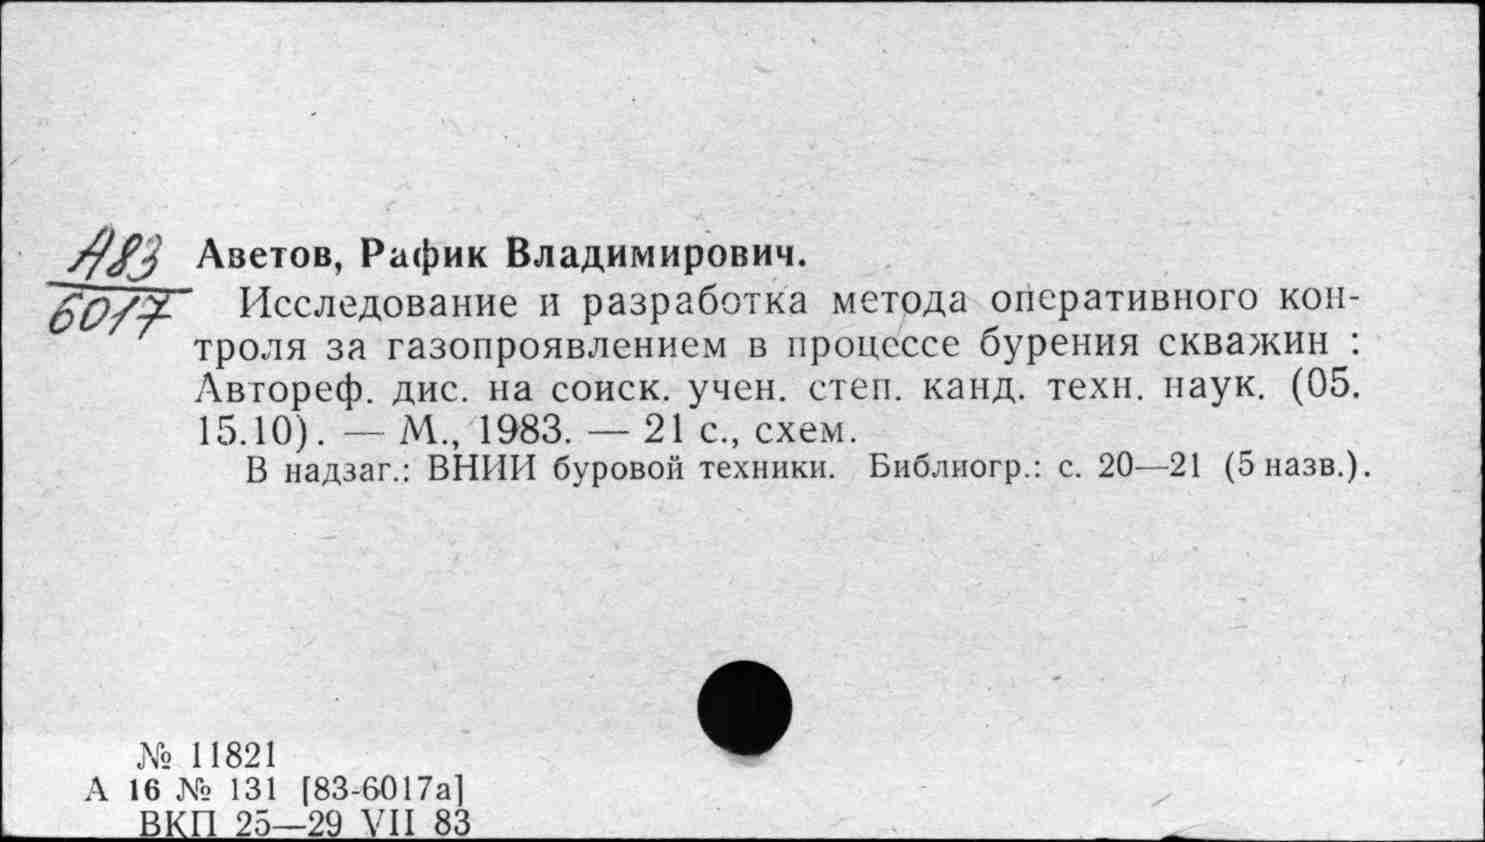 А83
6017
Аветов, Рафик Владимирович.
Исследование и разработка метода оперативного кон-
троля за газопроявлением в процессе бурения скважин :
Автореф. дис. на соиск. учен. степ. канд. техн. наук. (05.
15.10). — М., 1983. — 21 с., схем.
В надзаг.: ВНИИ буровой техники. Библиогр.: с. 20—21 (5 назв.).
№ 11821
А 16 № 131 [83-6017а]
ВКП 25—29 VII 83